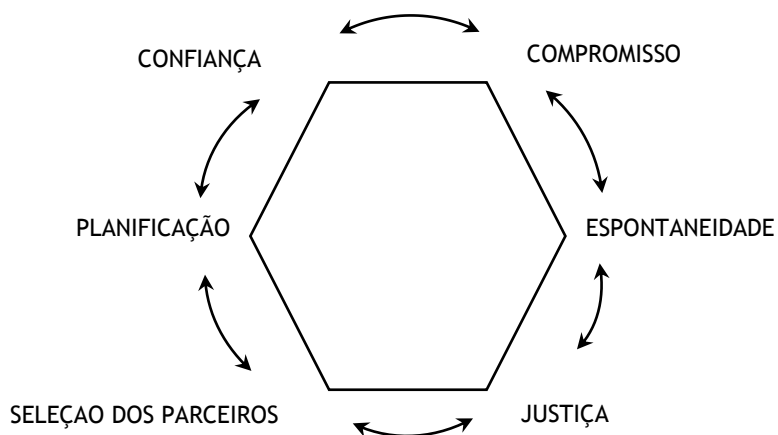 CONFIANÇA
COMPROMISSO
PLANIFICAÇÃO
ESPONTANEIDADE
SELEÇAO DOS PARCEIROS
JUSTIÇA